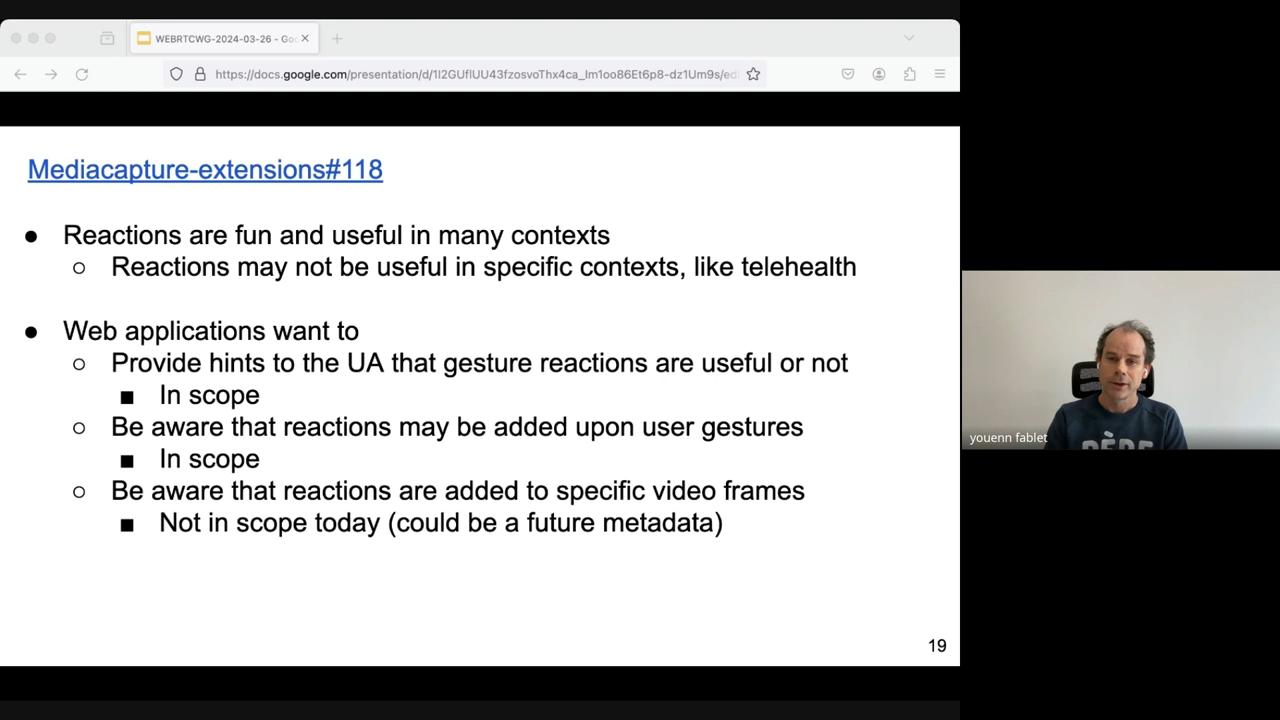 WEBRTCWG-2024-03-26 - Goo
https://docs.google.com/presentation/d/1I2GUfIUU43fzosvoThx4ca_Im1oo86Et6p8-dz1Um9s/edi
Mediacapture-extensions#118
● Reactions are fun and useful in many contexts
○ Reactions may not be useful in specific contexts, like telehealth
● Web applications want to
○ Provide hints to the UA that gesture reactions are useful or not
■ In scope
○ Be aware that reactions may be added upon user gestures
■ In scope
○ Be aware that reactions are added to specific video frames
■ Not in scope today (could be a future metadata)
19
youenn fablet